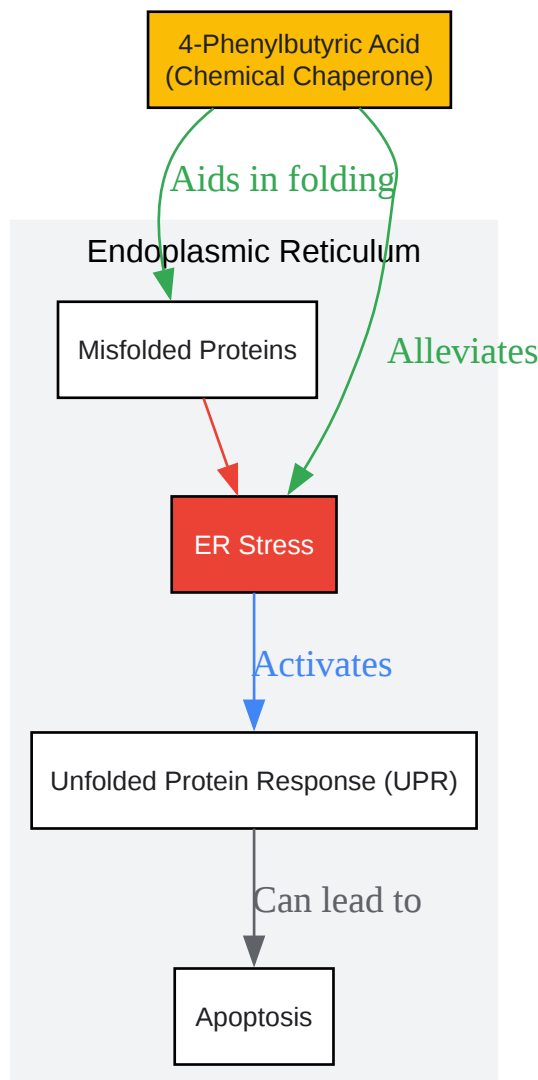 4-Phenylbutyric Acid
(Chemical Chaperone)
Aids in folding
Endoplasmic Reticulum
Misfolded Proteins
Alleviates
ER Stress
Activates
Unfolded Protein Response (UPR)
Can lead to
Apoptosis